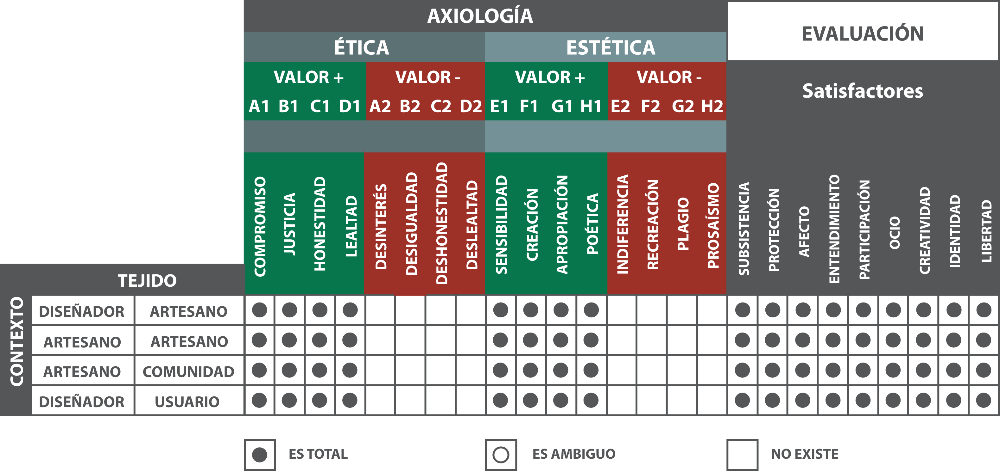 AXIOLOGÍA
EVALUACIÓN
ÉTICA
ESTÉTICA
VALOR +
VALOR -
VALOR +
VALOR -
Satisfactores
A1 B1 C1 D1 A2 B2 C2 D2 E1 F1 G1 H1 E2 F2 G2 H2
COMPROMISO
JUSTICIA
HONESTIDAD
LEALTAD
DESINTERÉS
DESIGUALDAD
DESHONESTIDAD
DESLEALTAD
SENSIBILIDAD
CREACIÓN
APROPIACIÓN
POÉTICA
INDIFERENCIA
RECREACIÓN
PLAGIO
PROSAÍSMO
SUBSISTENCIA
PROTECCIÓN
AFECTO
ENTENDIMIENTO
PARTICIPACIÓN
OCIO
CREATIVIDAD
IDENTIDAD
LIBERTAD
TEJIDO
CONTEXTO
DISEÑADOR ARTESANO
ARTESANO ARTESANO
ARTESANO COMUNIDAD
DISEÑADOR USUARIO
ES TOTAL
ES AMBIGUO
NO EXISTE